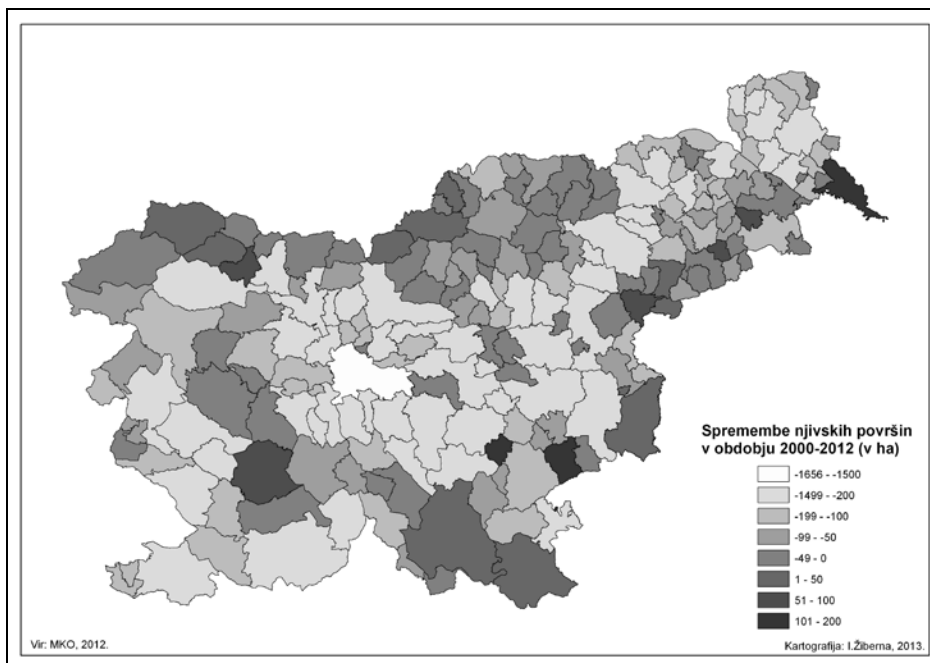 Spremembe njivskih površin
v obdobju 2000-2012 (v ha)
-1656 - -1500
-1499 - -200
-199 - -100
-99 - -50
-49 - 0
1 - 50
51 - 100
101 - 200
Vir: MKO, 2012.
Kartografija: I.Žiberna, 2013.